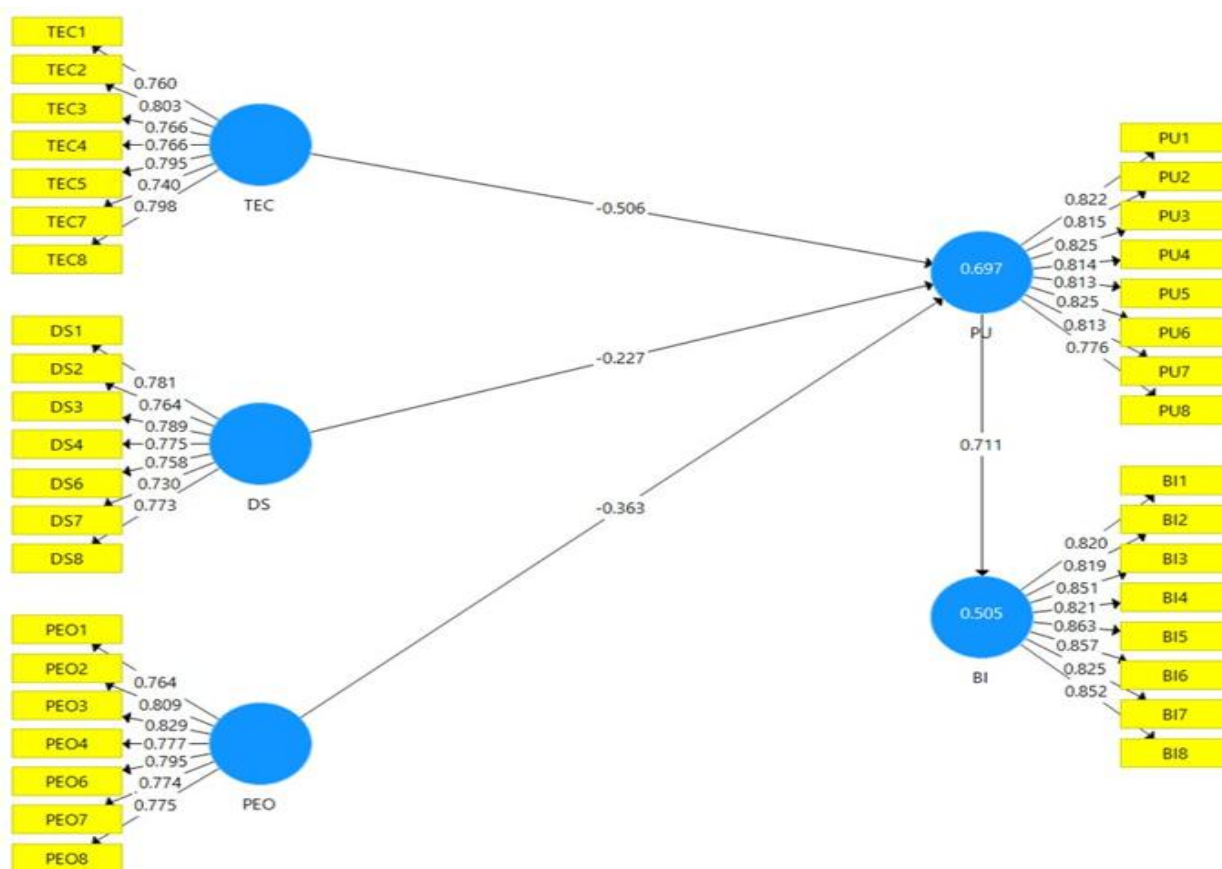 TEC1
TEC2
TEC3
TEC4
TEC5
TEC7
TEC8
0.760
0.803
0.766
0.766
0.795
0.740
0.798
TEC
-0.506
DS1
DS2
DS3
DS4
DS6
DS7
DS8
0.781
0.764
0.789
0.775
0.758
0.730
0.773
DS
-0.227
PEO1
PEO2
PEO3
PEO4
PEO6
PEO7
PEO8
0.764
0.809
0.829
0.777
0.795
0.774
0.775
PEO
-0.363
0.697
PU
0.822
0.815
0.825
0.814
0.813
0.825
0.813
0.776
PU1
PU2
PU3
PU4
PU5
PU6
PU7
PU8
0.711
0.505
BI
0.820
0.819
0.851
0.821
0.863
0.857
0.825
0.852
BI1
BI2
BI3
BI4
BI5
BI6
BI7
BI8